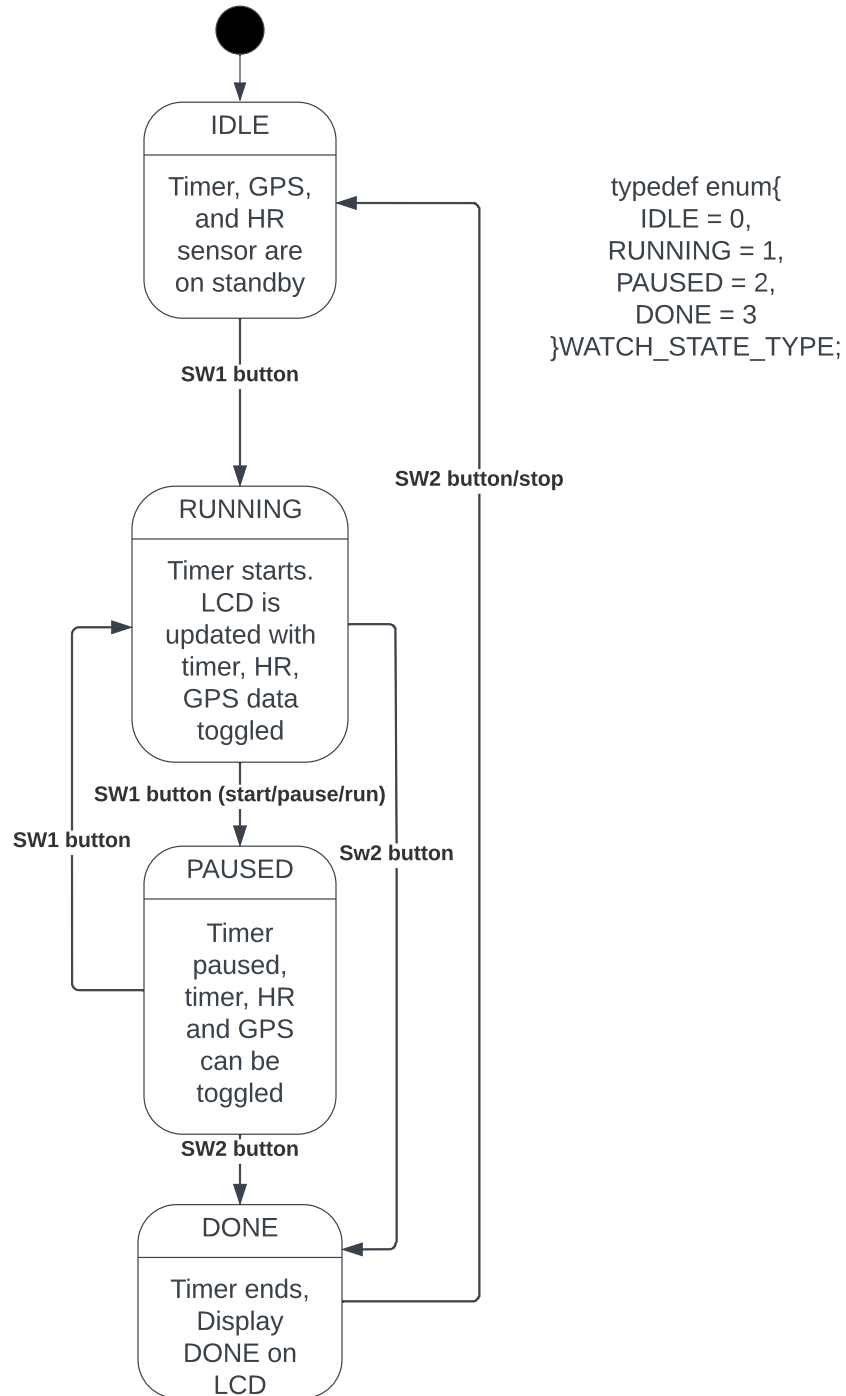 IDLE
Timer, GPS,
and HR
sensor are
on standby
typedef enum{
IDLE = 0,
RUNNING = 1,
PAUSED = 2,
DONE = 3
}WATCH_STATE_TYPE;
SW1 button
SW2 button/stop
RUNNING
Timer starts.
LCD is
updated with
timer, HR,
GPS data
toggled
SW1 button (start/pause/run)
SW1 button
Sw2 button
PAUSED
Timer
paused,
timer, HR
and GPS
can be
toggled
SW2 button
DONE
Timer ends,
Display
DONE on
LCD